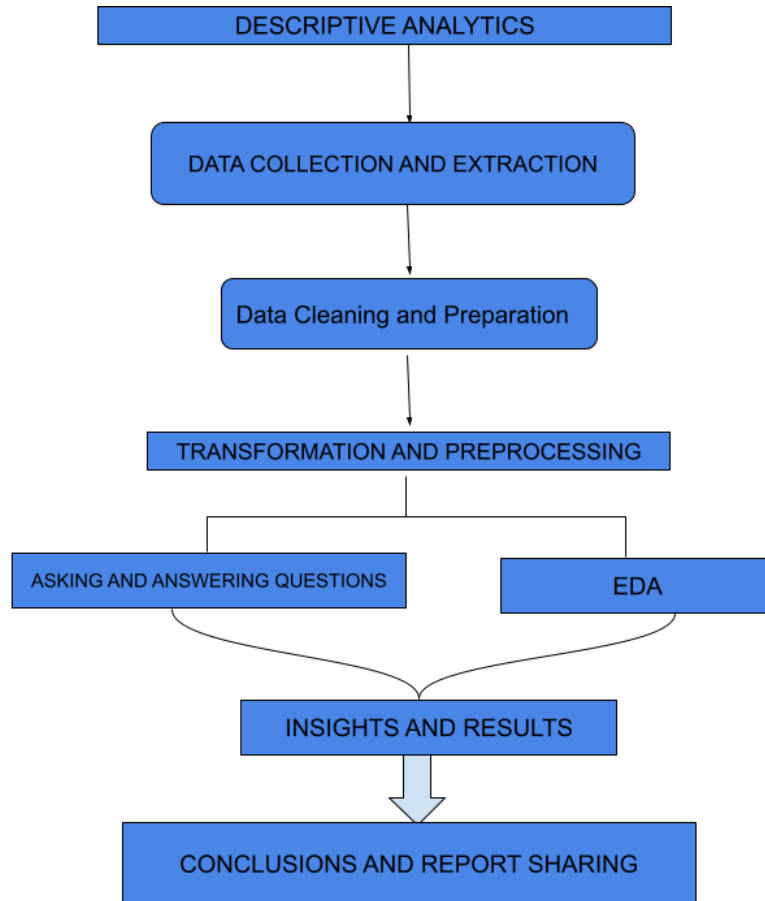 DESCRIPTIVE ANALYTICS
DATA COLLECTION AND EXTRACTION
Data Cleaning and Preparation
TRANSFORMATION AND PREPROCESSING
ASKING AND ANSWERING QUESTIONS
EDA
INSIGHTS AND RESULTS
CONCLUSIONS AND REPORT SHARING